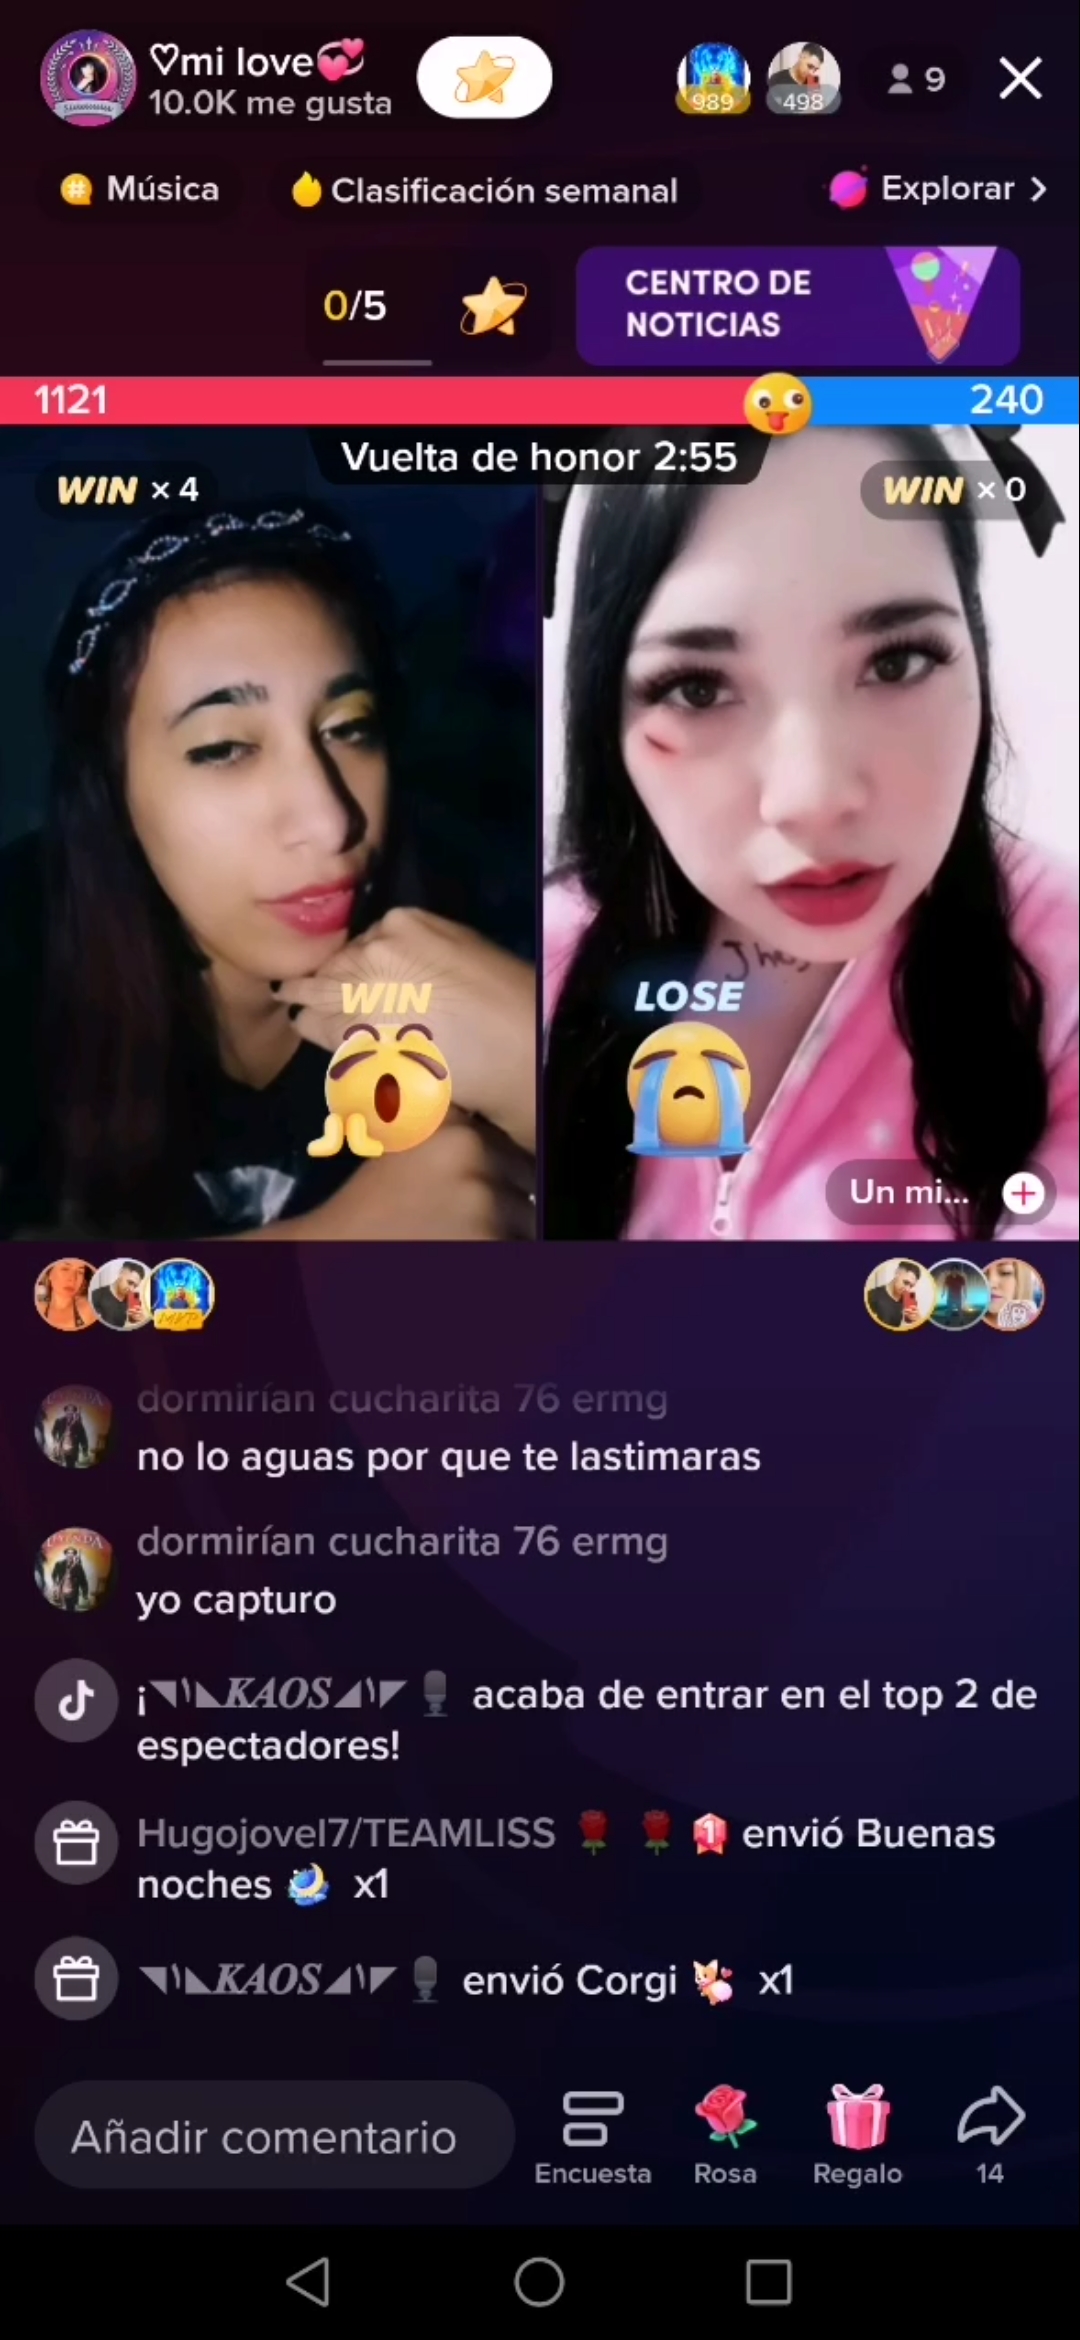 ♡mi love💞
10.0K me gusta
989
498
9
Música
Clasificación semanal
Explorar >
0/5
CENTRO DE
NOTICIAS
1121
240
Vuelta de honor 2:55
WIN × 4
WIN × 0
WIN
LOSE
Un mi...
MVP
dormirían cucharita 76 ermg
no lo aguas por que te lastimaras
dormirían cucharita 76 ermg
yo capturo
¡◥\◣KAOS◢\◤🎙 acaba de entrar en el top 2 de
espectadores!
Hugojovel7/TEAMLISS 🌹 🌹 1 envió Buenas
noches x1
◥\◣KAOS◢\◤🎙 envió Corgi x1
Añadir comentario
Encuesta
Rosa
Regalo
14